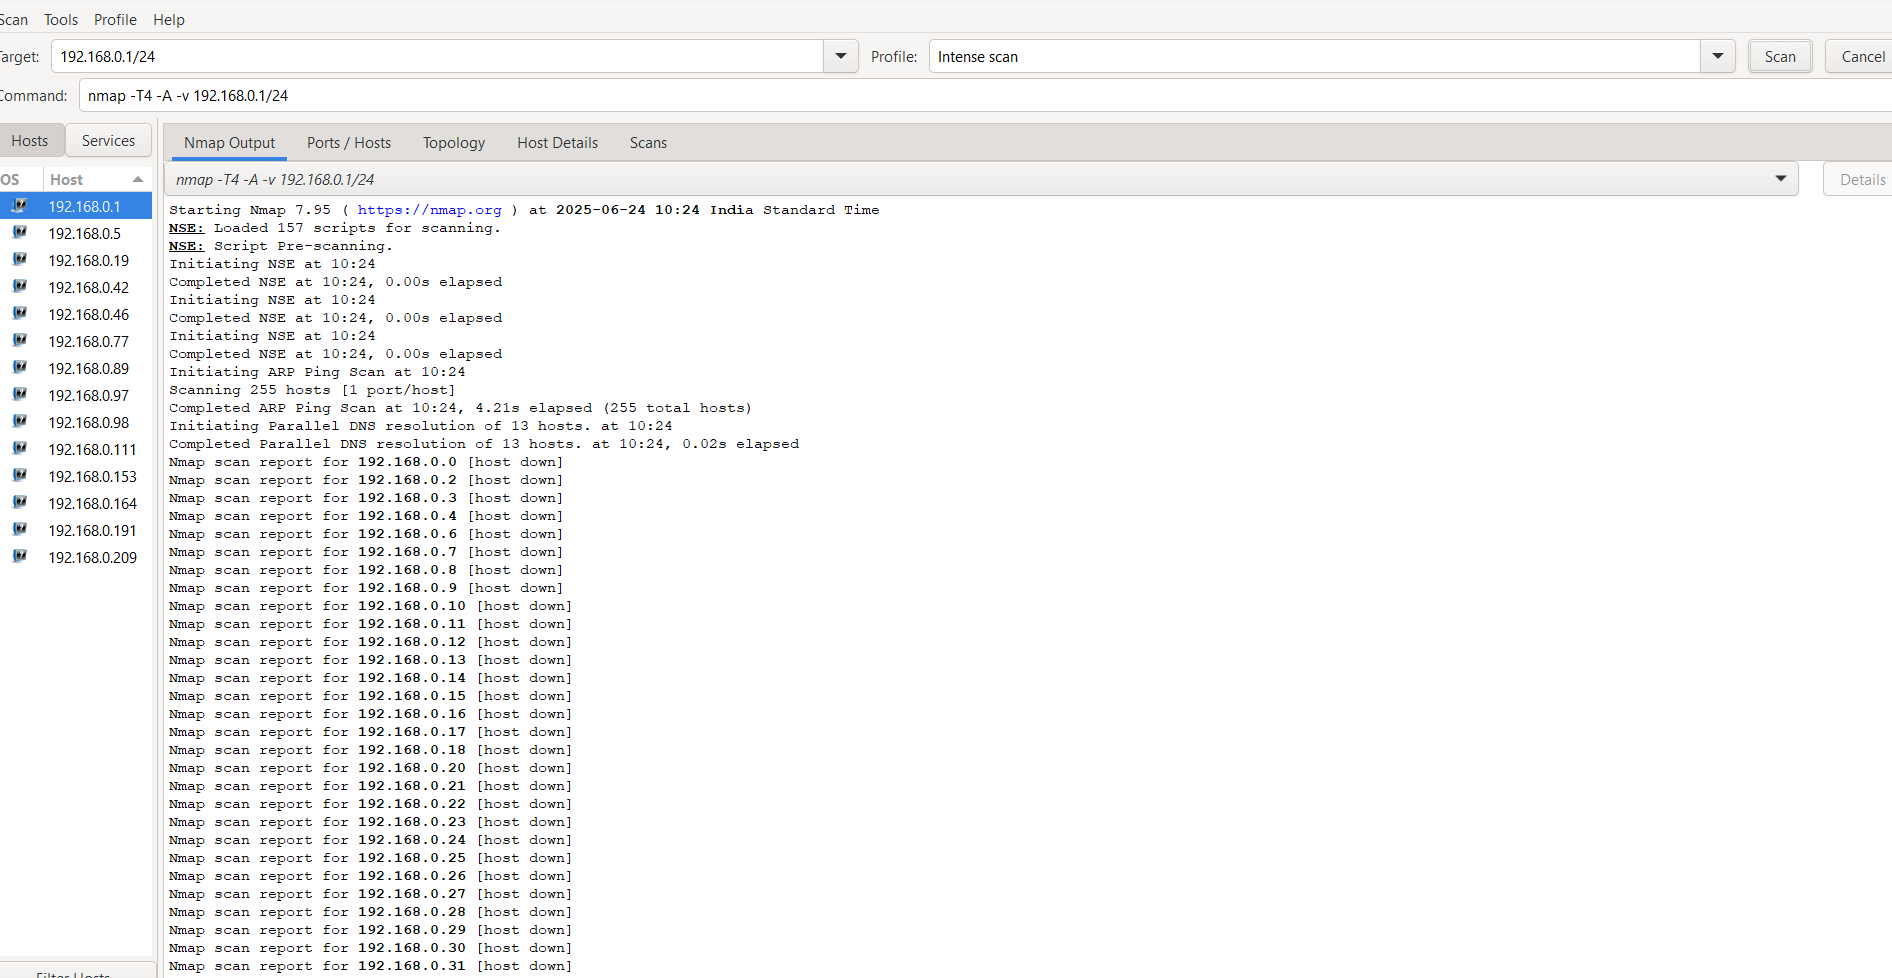 Scan Tools Profile Help
Target: 192.168.0.1/24 Profile: Intense scan Scan Cancel
Command: nmap -T4 -A -v 192.168.0.1/24
Hosts Services
OS Host
192.168.0.1
192.168.0.5
192.168.0.19
192.168.0.42
192.168.0.46
192.168.0.77
192.168.0.89
192.168.0.97
192.168.0.98
192.168.0.111
192.168.0.153
192.168.0.164
192.168.0.191
192.168.0.209
Filter Hosts
Nmap Output Ports / Hosts Topology Host Details Scans
nmap -T4 -A -v 192.168.0.1/24 Details
Starting Nmap 7.95 ( https://nmap.org ) at 2025-06-24 10:24 India Standard Time
NSE: Loaded 157 scripts for scanning.
NSE: Script Pre-scanning.
Initiating NSE at 10:24
Completed NSE at 10:24, 0.00s elapsed
Initiating NSE at 10:24
Completed NSE at 10:24, 0.00s elapsed
Initiating NSE at 10:24
Completed NSE at 10:24, 0.00s elapsed
Initiating ARP Ping Scan at 10:24
Scanning 255 hosts [1 port/host]
Completed ARP Ping Scan at 10:24, 4.21s elapsed (255 total hosts)
Initiating Parallel DNS resolution of 13 hosts. at 10:24
Completed Parallel DNS resolution of 13 hosts. at 10:24, 0.02s elapsed
Nmap scan report for 192.168.0.0 [host down]
Nmap scan report for 192.168.0.2 [host down]
Nmap scan report for 192.168.0.3 [host down]
Nmap scan report for 192.168.0.4 [host down]
Nmap scan report for 192.168.0.6 [host down]
Nmap scan report for 192.168.0.7 [host down]
Nmap scan report for 192.168.0.8 [host down]
Nmap scan report for 192.168.0.9 [host down]
Nmap scan report for 192.168.0.10 [host down]
Nmap scan report for 192.168.0.11 [host down]
Nmap scan report for 192.168.0.12 [host down]
Nmap scan report for 192.168.0.13 [host down]
Nmap scan report for 192.168.0.14 [host down]
Nmap scan report for 192.168.0.15 [host down]
Nmap scan report for 192.168.0.16 [host down]
Nmap scan report for 192.168.0.17 [host down]
Nmap scan report for 192.168.0.18 [host down]
Nmap scan report for 192.168.0.20 [host down]
Nmap scan report for 192.168.0.21 [host down]
Nmap scan report for 192.168.0.22 [host down]
Nmap scan report for 192.168.0.23 [host down]
Nmap scan report for 192.168.0.24 [host down]
Nmap scan report for 192.168.0.25 [host down]
Nmap scan report for 192.168.0.26 [host down]
Nmap scan report for 192.168.0.27 [host down]
Nmap scan report for 192.168.0.28 [host down]
Nmap scan report for 192.168.0.29 [host down]
Nmap scan report for 192.168.0.30 [host down]
Nmap scan report for 192.168.0.31 [host down]